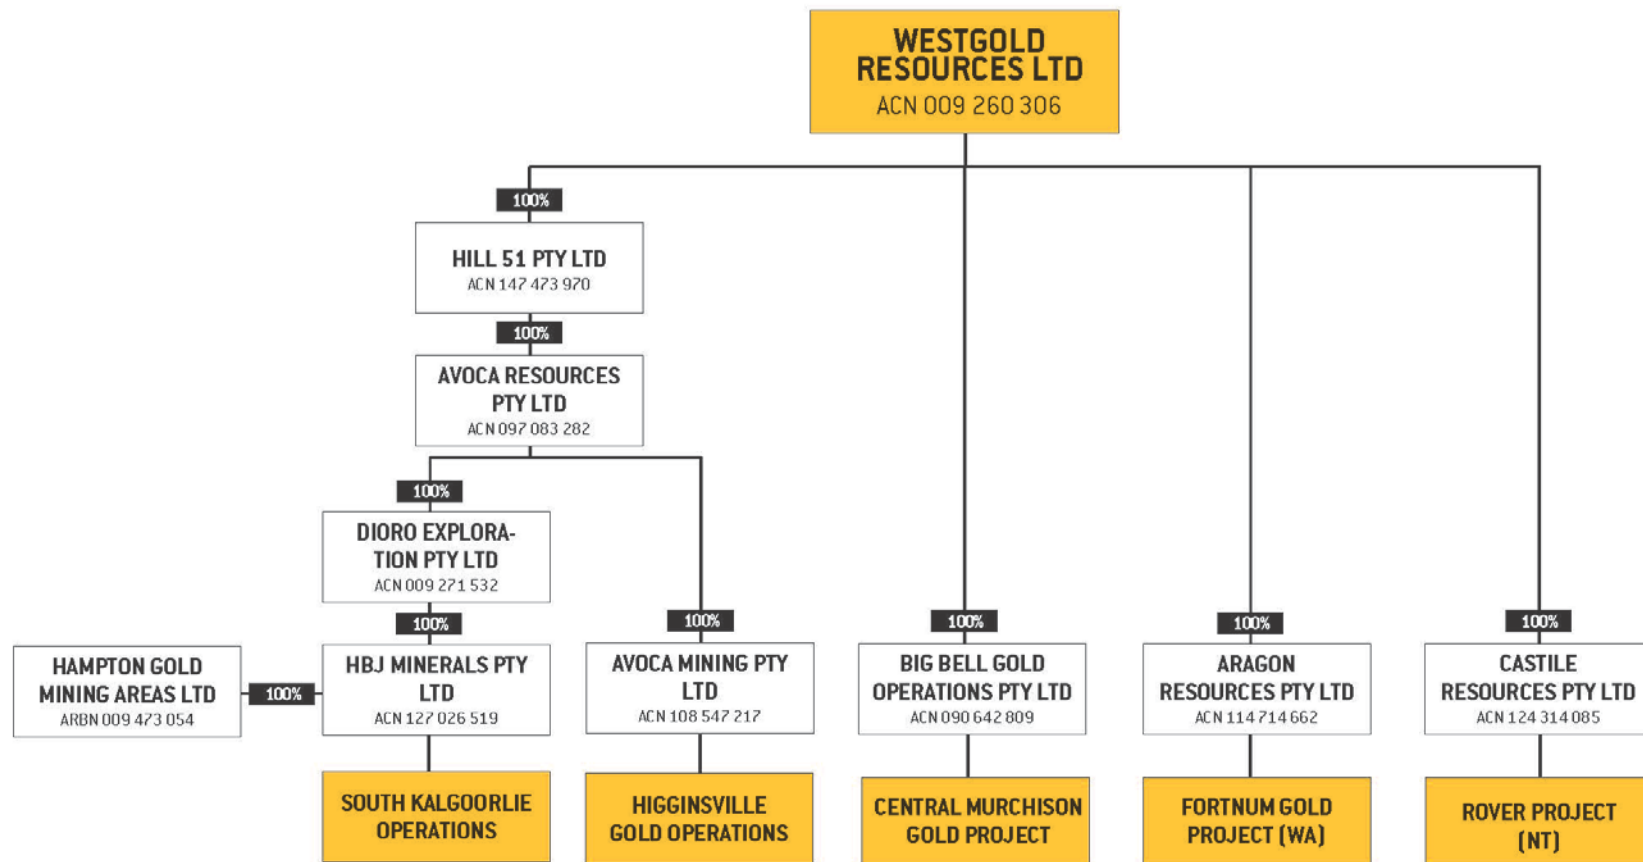 WESTGOLD
RESOURCES LTD
ACN 009 260 306
100%
HILL 51 PTY LTD
ACN 147 473 970
100%
AVOCA RESOURCES
PTY LTD
ACN 097 083 282
100%
DIORO EXPLORA-
TION PTY LTD
ACN 009 271 532
100%
100%
100%
100%
100%
HAMPTON GOLD
MINING AREAS LTD
ARBN 009 473 054
100%
HBJ MINERALS PTY
LTD
ACN 127 026 519
AVOCA MINING PTY
LTD
ACN 108 547 217
BIG BELL GOLD
OPERATIONS PTY LTD
ACN 090 642 809
ARAGON
RESOURCES PTY LTD
ACN 114 714 662
CASTILE
RESOURCES PTY LTD
ACN 124 314 085
SOUTH KALGOORLIE
OPERATIONS
HIGGINSVILLE
GOLD OPERATIONS
CENTRAL MURCHISON
GOLD PROJECT
FORTNUM GOLD
PROJECT (WA)
ROVER PROJECT
(NT)